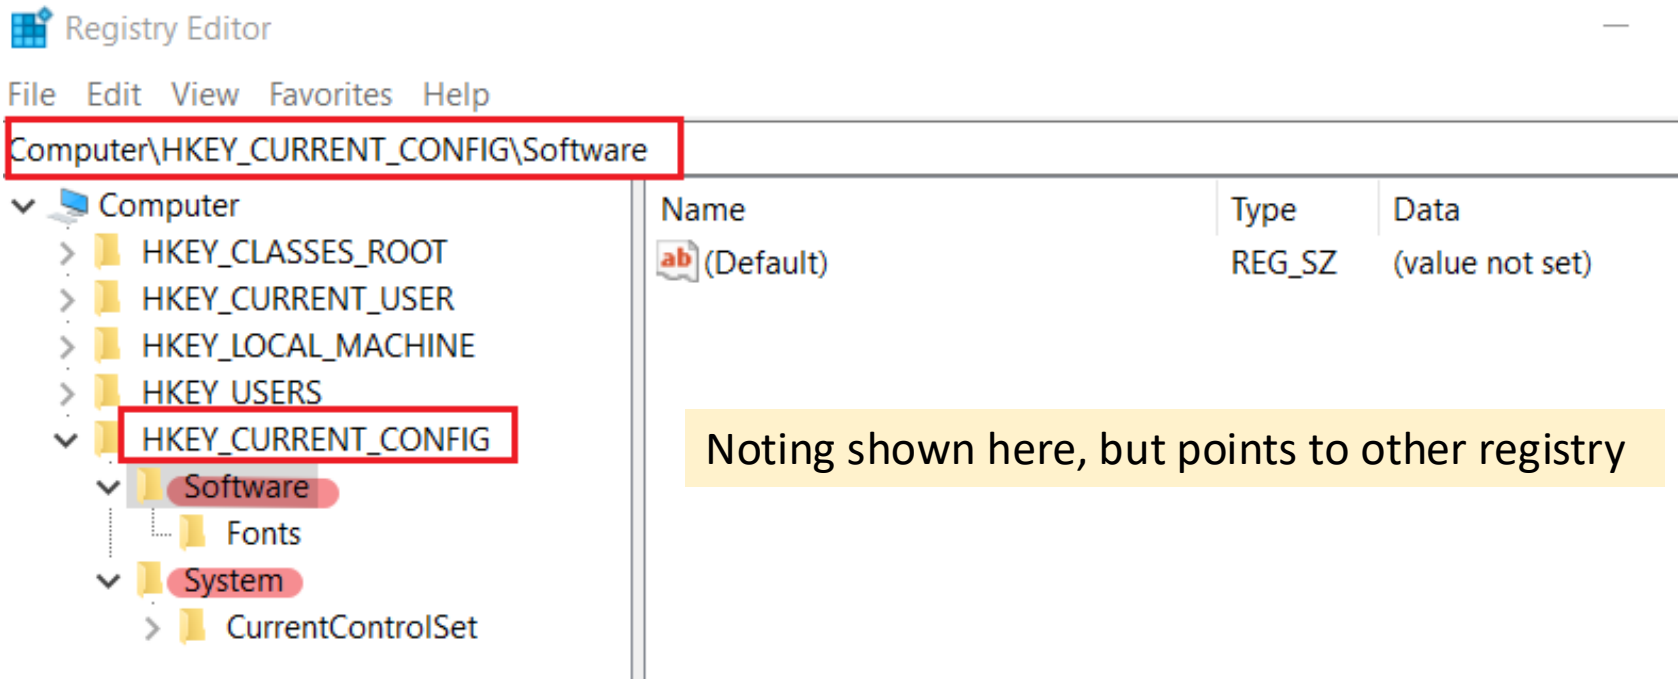 Registry Editor
File Edit View Favorites Help
Computer\HKEY_CURRENT_CONFIG\Software
Computer
HKEY_CLASSES_ROOT
HKEY_CURRENT_USER
HKEY_LOCAL_MACHINE
HKEY_USERS
HKEY_CURRENT_CONFIG
Software
Fonts
System
CurrentControlSet
Name Type Data
ab (Default) REG_SZ (value not set)
Noting shown here, but points to other registry